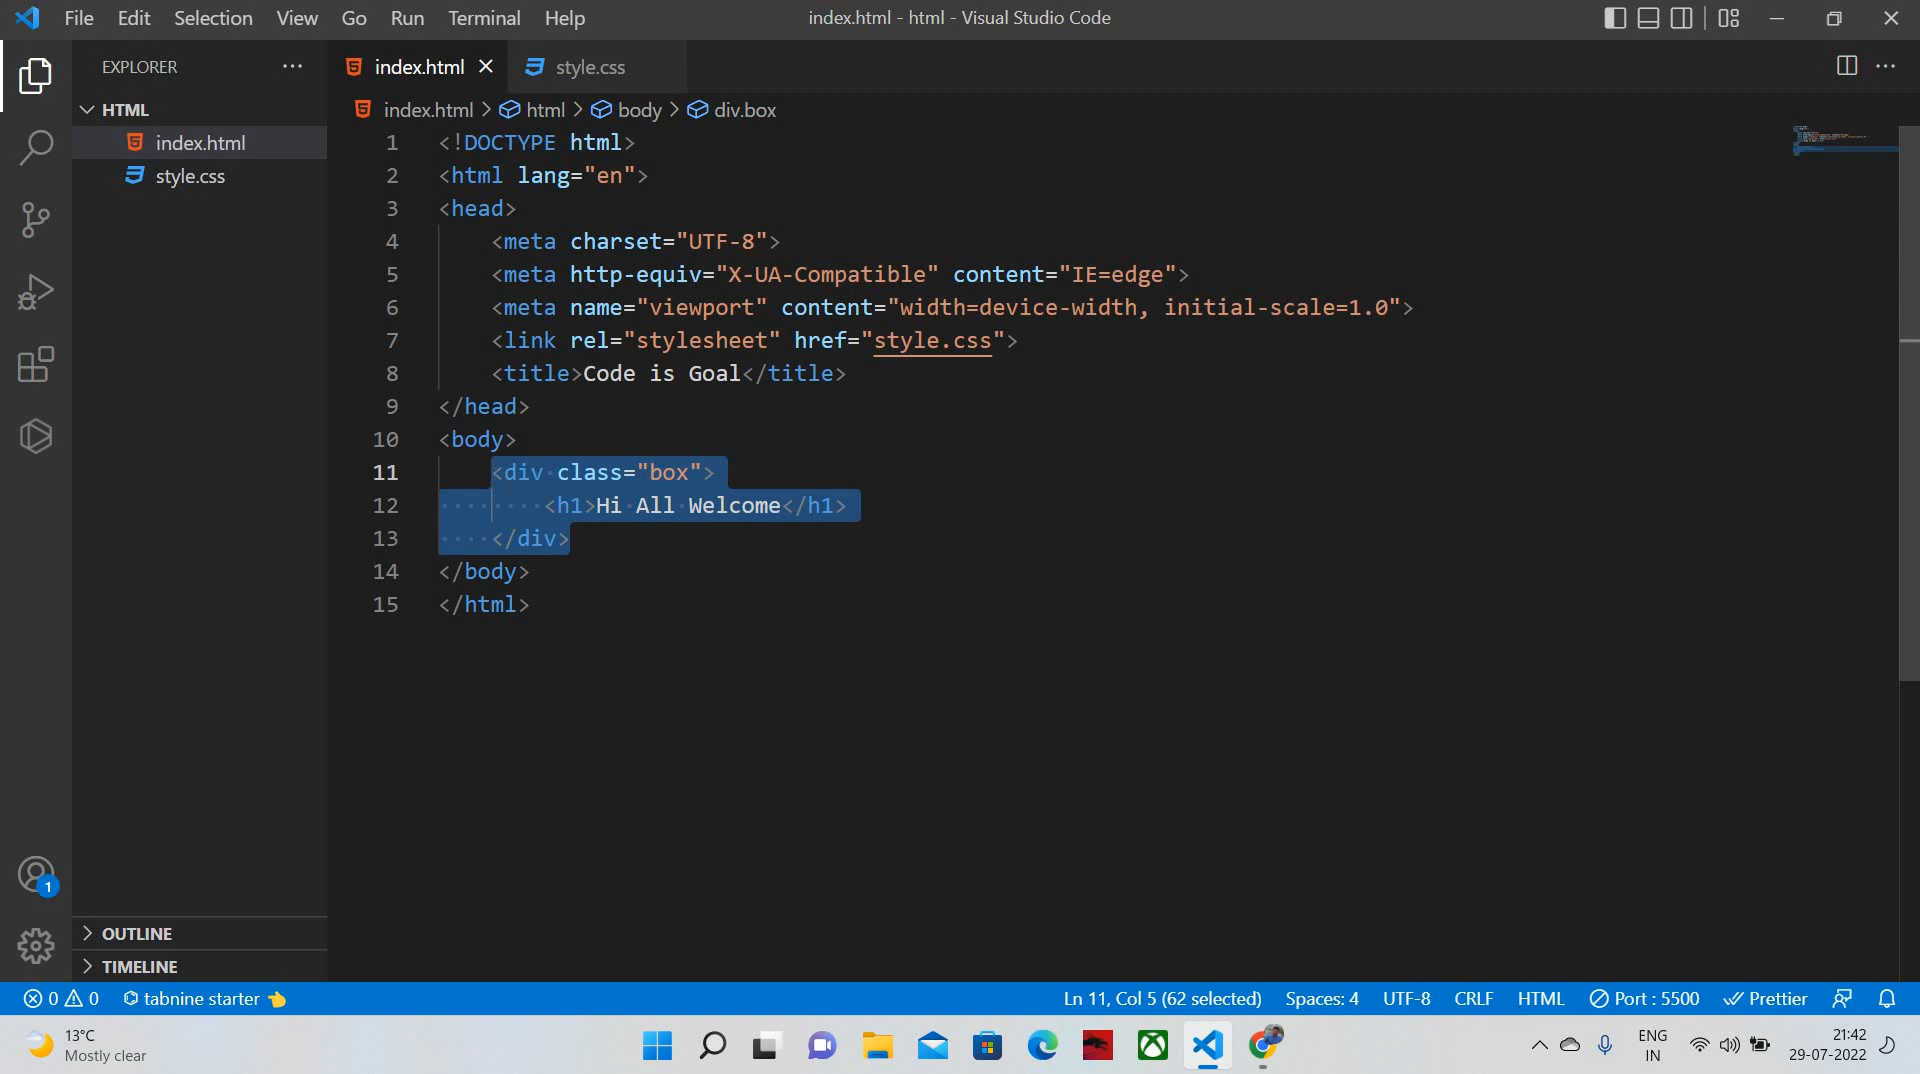 File Edit Selection View Go Run Terminal Help
index.html - html - Visual Studio Code
EXPLORER
HTML
index.html
style.css
index.html
style.css
index.html > html > body > div.box
1 <!DOCTYPE html>
2 <html lang="en">
3 <head>
4 <meta charset="UTF-8">
5 <meta http-equiv="X-UA-Compatible" content="IE=edge">
6 <meta name="viewport" content="width=device-width, initial-scale=1.0">
7 <link rel="stylesheet" href="style.css">
8 <title>Code is Goal</title>
9 </head>
10 <body>
11 <div class="box">
12 <h1>Hi All Welcome</h1>
13 </div>
14 </body>
15 </html>
1
OUTLINE
TIMELINE
0 0 tabnine starter 👈
Ln 11, Col 5 (62 selected) Spaces: 4 UTF-8 CRLF HTML Port : 5500 Prettier
13°C
Mostly clear
ENG
IN
21:42
29-07-2022